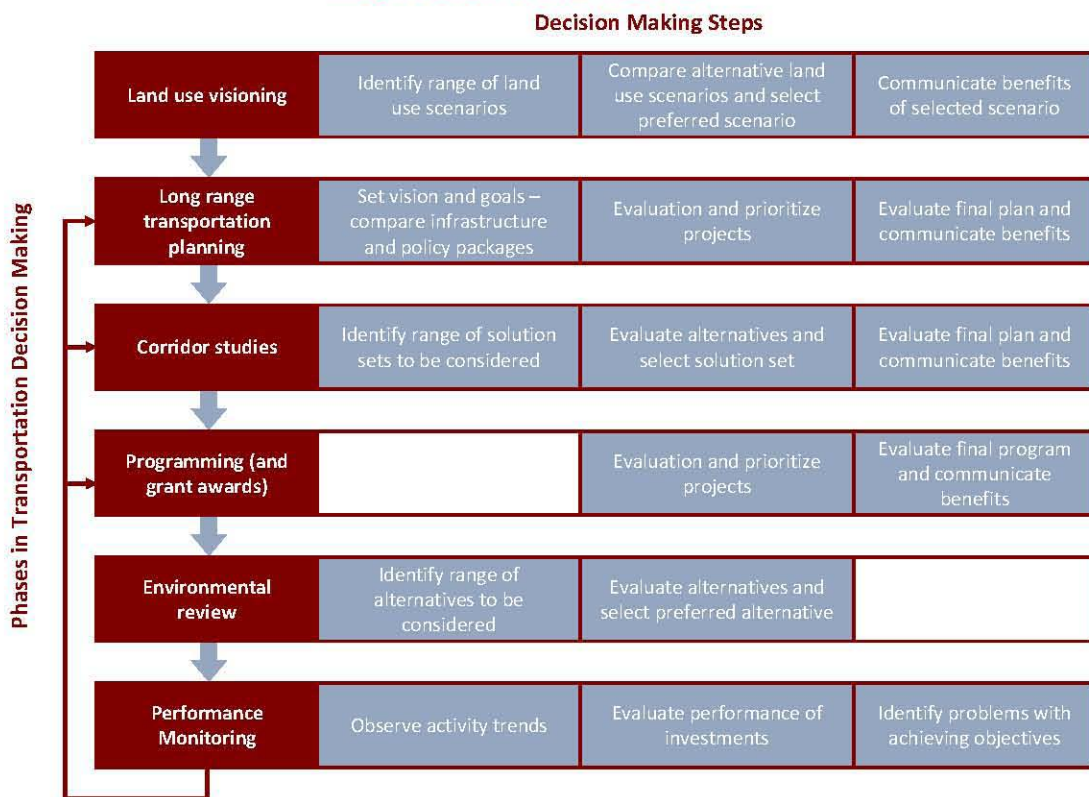 Decision Making Steps
Phases in Transportation Decision Making
Land use visioning
Identify range of land
use scenarios
Compare alternative land
use scenarios and select
preferred scenario
Communicate benefits
of selected scenario
Long range
transportation
planning
Set vision and goals –
compare infrastructure
and policy packages
Evaluation and prioritize
projects
Evaluate final plan and
communicate benefits
Corridor studies
Identify range of solution
sets to be considered
Evaluate alternatives and
select solution set
Evaluate final plan and
communicate benefits
Programming (and
grant awards)
Evaluation and prioritize
projects
Evaluate final program
and communicate
benefits
Environmental
review
Identify range of
alternatives to be
considered
Evaluate alternatives and
select preferred alternative
Performance
Monitoring
Observe activity trends
Evaluate performance of
investments
Identify problems with
achieving objectives